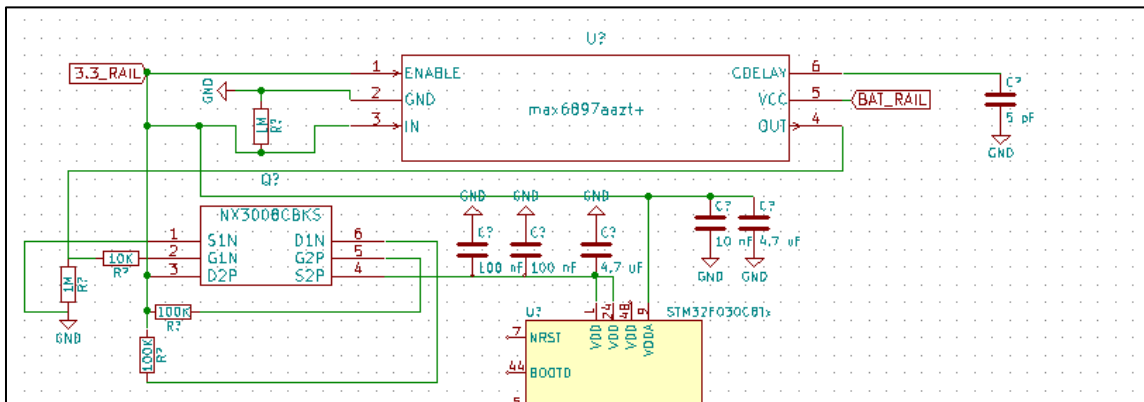 U?
3.3_RAIL
1 ENABLE
CDELAY 6
GND
2 GND
VCC 5
BAT_RAIL
max6897aazt+
1M
R?
3 IN
OUT 4
C?
5 pF
GND
Q?
NX3008CBKS
GND GND GND
1 S1N
D1N 6
2 G1N
G2P 5
3 D2P
S2P 4
10K
R?
1M
R?
GND
C? C? C?
100 nF 100 nF 4,7 uF
C? C?
10 nF 4,7 uF
GND GND
100K
R?
100K
R?
U?
STM32F030C8Tx
1 24 48 9
VDD VDD VDD VDDA
7 NRST
44 BOOT0
5